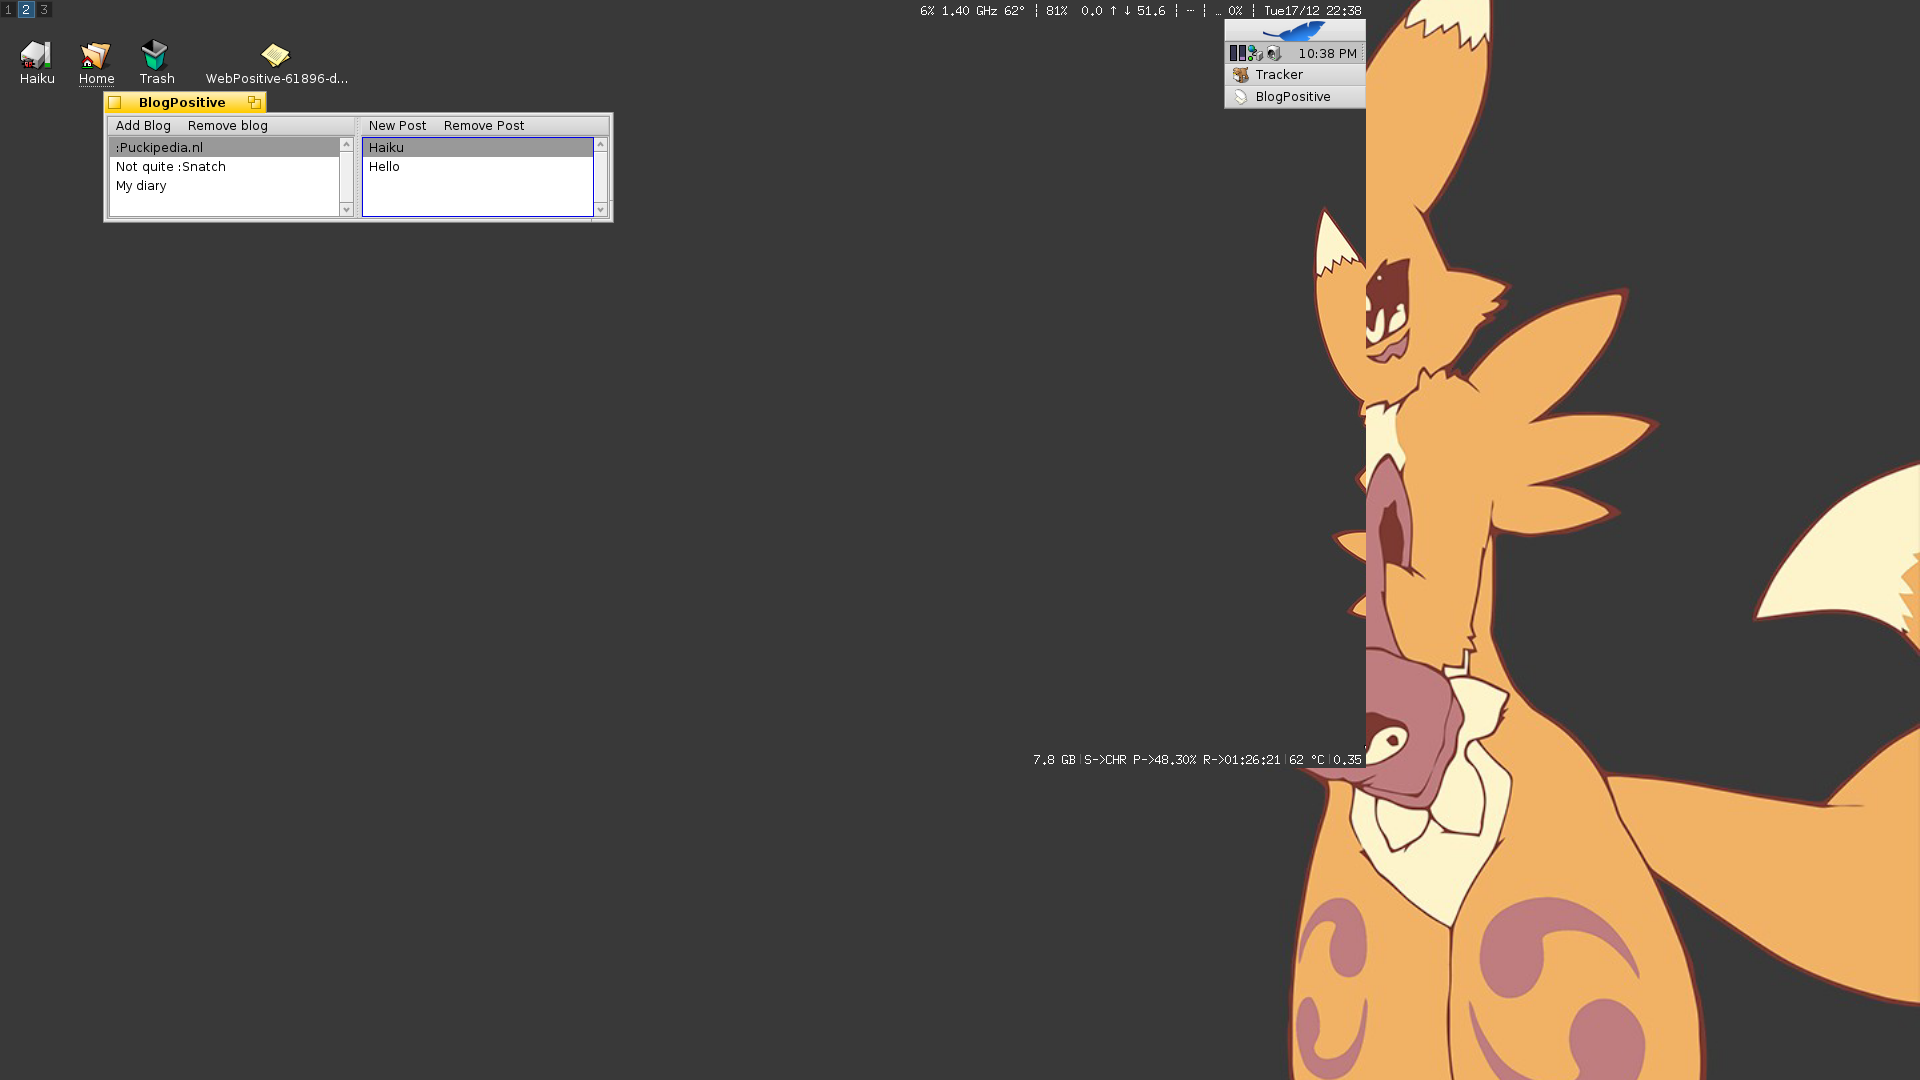 1 2 3
6% 1.40 GHz 62° ¦ 81% 0.0 ↑ ↓ 51.6 ¦ — ¦ … 0% ¦ Tue17/12 22:38
Haiku
Home
Trash
WebPositive-61896-d...
10:38 PM
Tracker
BlogPositive
BlogPositive
Add Blog Remove blog
New Post Remove Post
:Puckipedia.nl
Not quite :Snatch
My diary
Haiku
Hello
7.8 GB|S->CHR P->48.30% R->01:26:21|62 °C|0.35